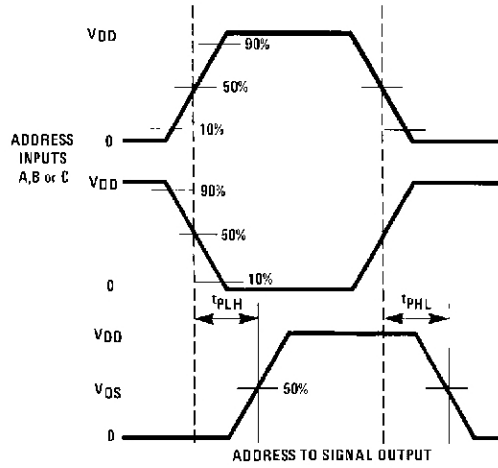 VDD
90%
50%
10%
ADDRESS
INPUTS
A,B or C
0
VDD
90%
50%
10%
0
tPLH
tPHL
VDD
VOS
50%
0
ADDRESS TO SIGNAL OUTPUT